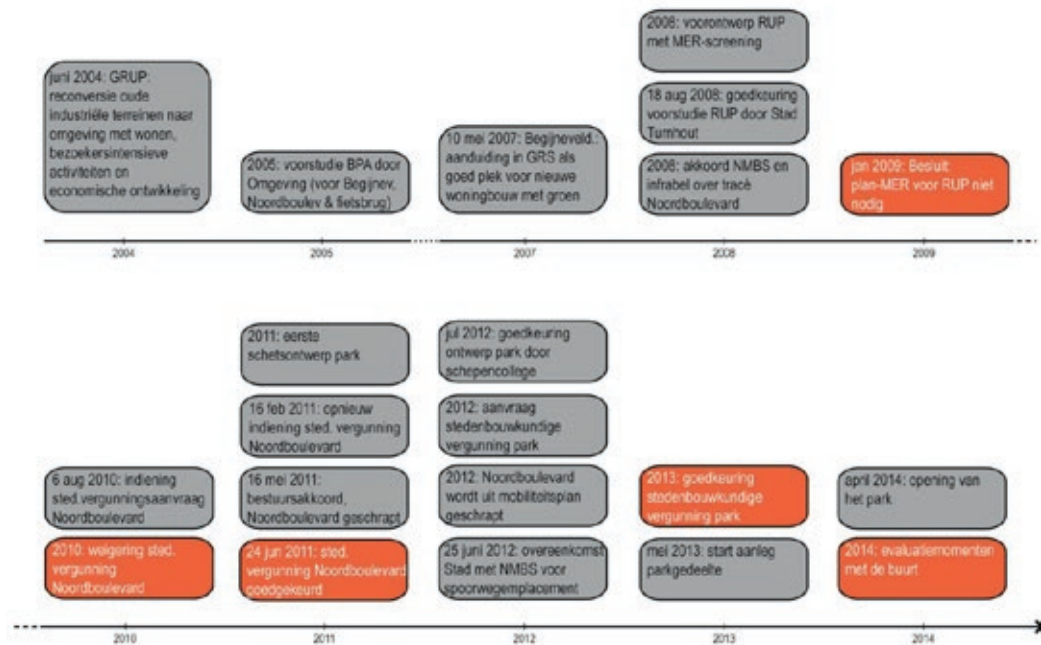 juni 2004: GRUP:
reconversie oude
industriële terreinen naar
omgeving met wonen,
bezoekersintensieve
activiteiten en
economische ontwikkeling
2005: voorstudie BPA door
Omgeving (voor Begijnev,
Noordboulev & fietsbrug)
10 mei 2007: Begijneveld.:
aanduiding in GRS als
goed plek voor nieuwe
woningbouw met groen
2008: voorontwerp RUP
met MER-screening
18 aug 2008: goedkeuring
voorstudie RUP door Stad
Turnhout
2008: akkoord NMBS en
infrabel over tracé
Noordboulevard
jan 2009: Besluit:
plan-MER voor RUP niet
nodig
2004
2005
2007
2008
2009
6 aug 2010: indiening
sted.vergunningsaanvraag
Noordboulevard
2010: weigering sted.
vergunning
Noordboulevard
2011: eerste
schetsontwerp park
16 feb 2011: opnieuw
indiening sted. vergunning
Noordboulevard
16 mei 2011:
bestuursakkoord,
Noordboulevard geschrapt
24 jun 2011: sted.
vergunning Noordboulevard
goedgekeurd
jul 2012: goedkeuring
ontwerp park door
schepencollege
2012: aanvraag
stedenbouwkundige
vergunning park
2012: Noordboulevard
wordt uit mobiliteitsplan
geschrapt
25 juni 2012: overeenkomst
Stad met NMBS voor
spoorwegemplacement
2013: goedkeuring
stedenbouwkundige
vergunning park
mei 2013: start aanleg
parkgedeelte
april 2014: opening van
het park
2014: evaluatiemomenten
met de buurt
2010
2011
2012
2013
2014